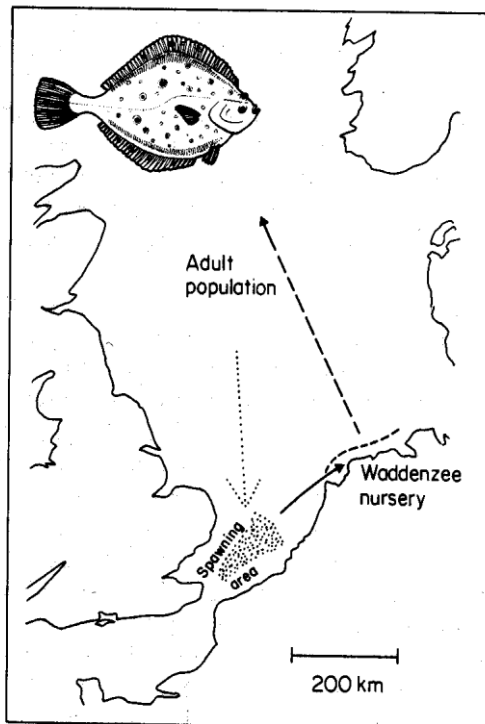 Adult
population
Waddenzee
nursery
Spawning
area
200 km